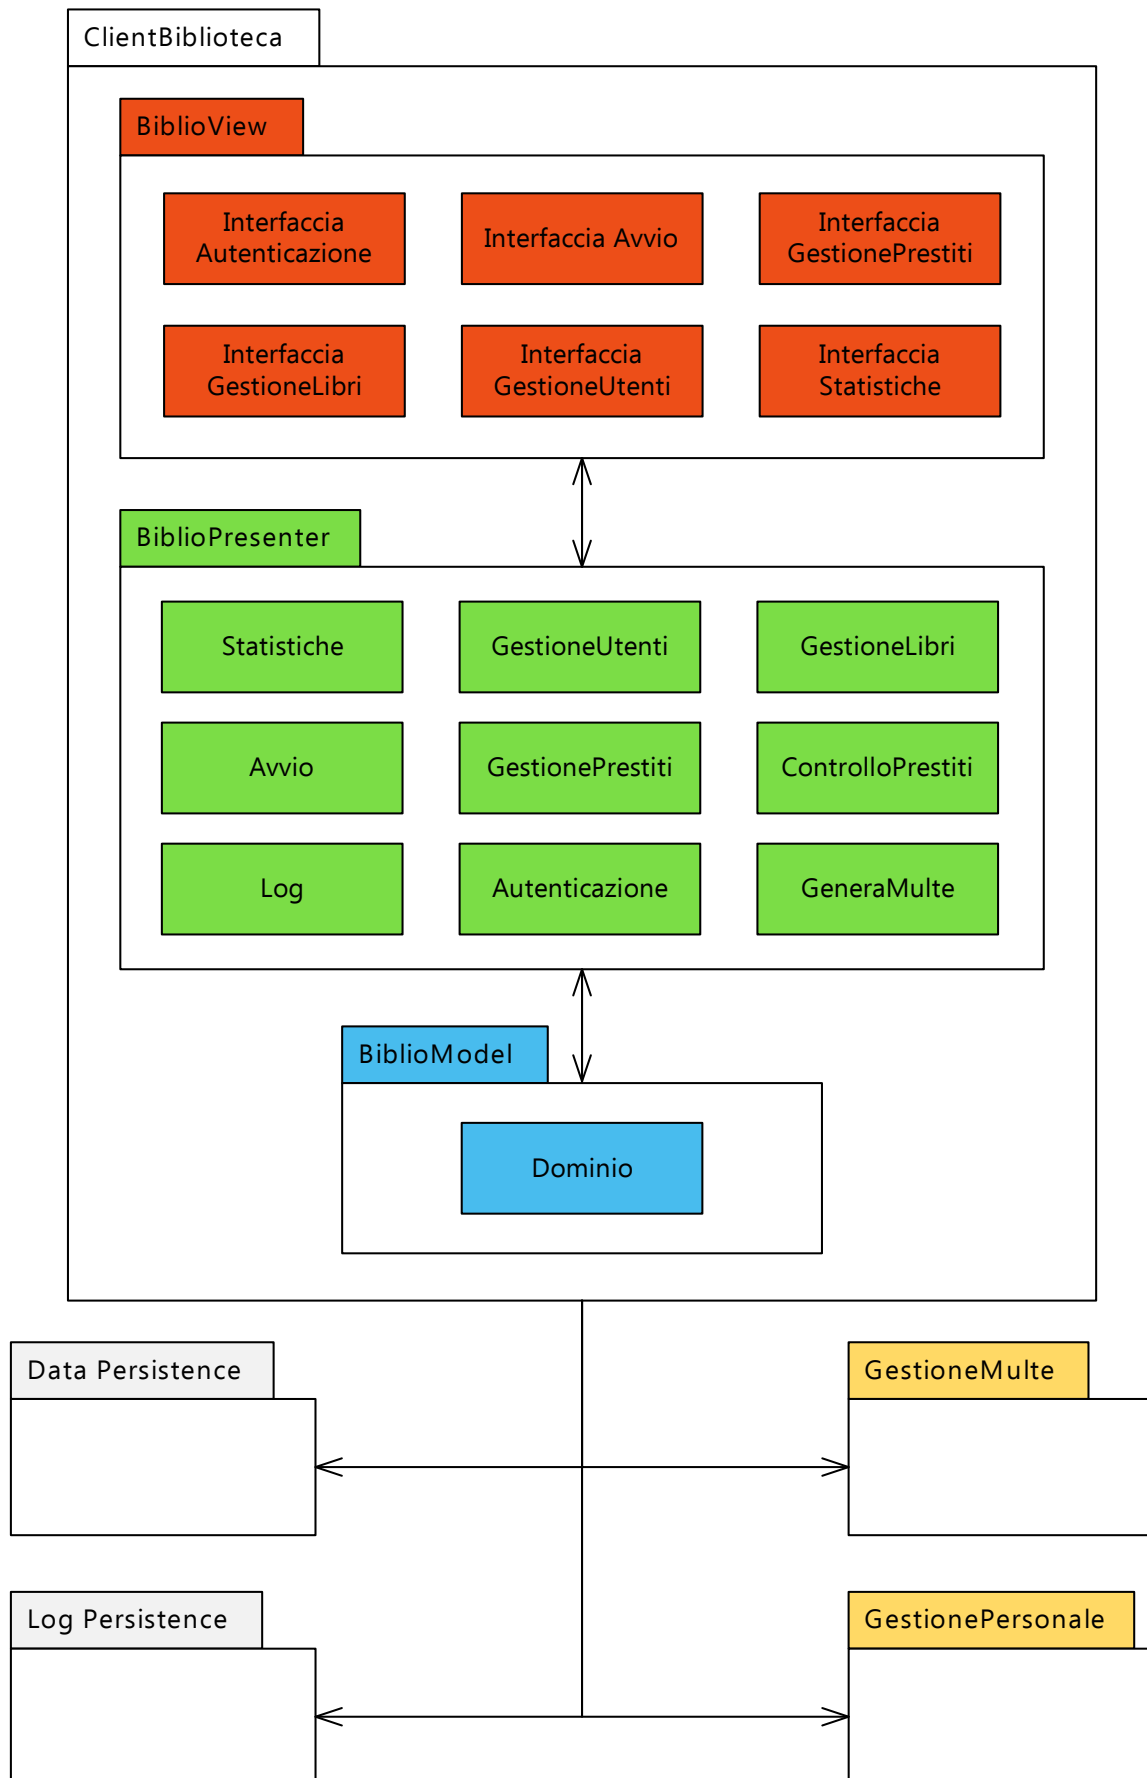 ClientBiblioteca
BiblioView
Interfaccia
Autenticazione
Interfaccia Avvio
Interfaccia
GestionePrestiti
Interfaccia
GestioneLibri
Interfaccia
GestioneUtenti
Interfaccia
Statistiche
BiblioPresenter
Statistiche
GestioneUtenti
GestioneLibri
Avvio
GestionePrestiti
ControlloPrestiti
Log
Autenticazione
GeneraMulte
BiblioModel
Dominio
Data Persistence
GestioneMulte
Log Persistence
GestionePersonale